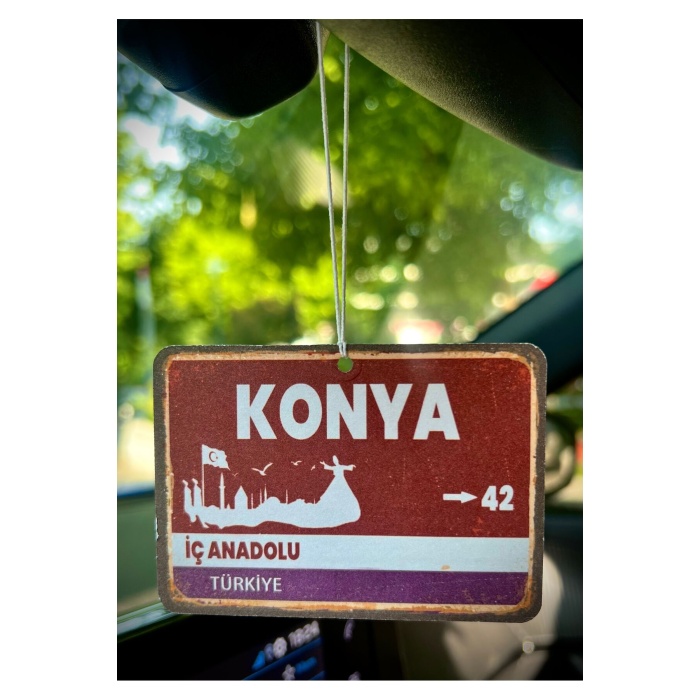 KONYA
→42
İÇ ANADOLU
TÜRKİYE